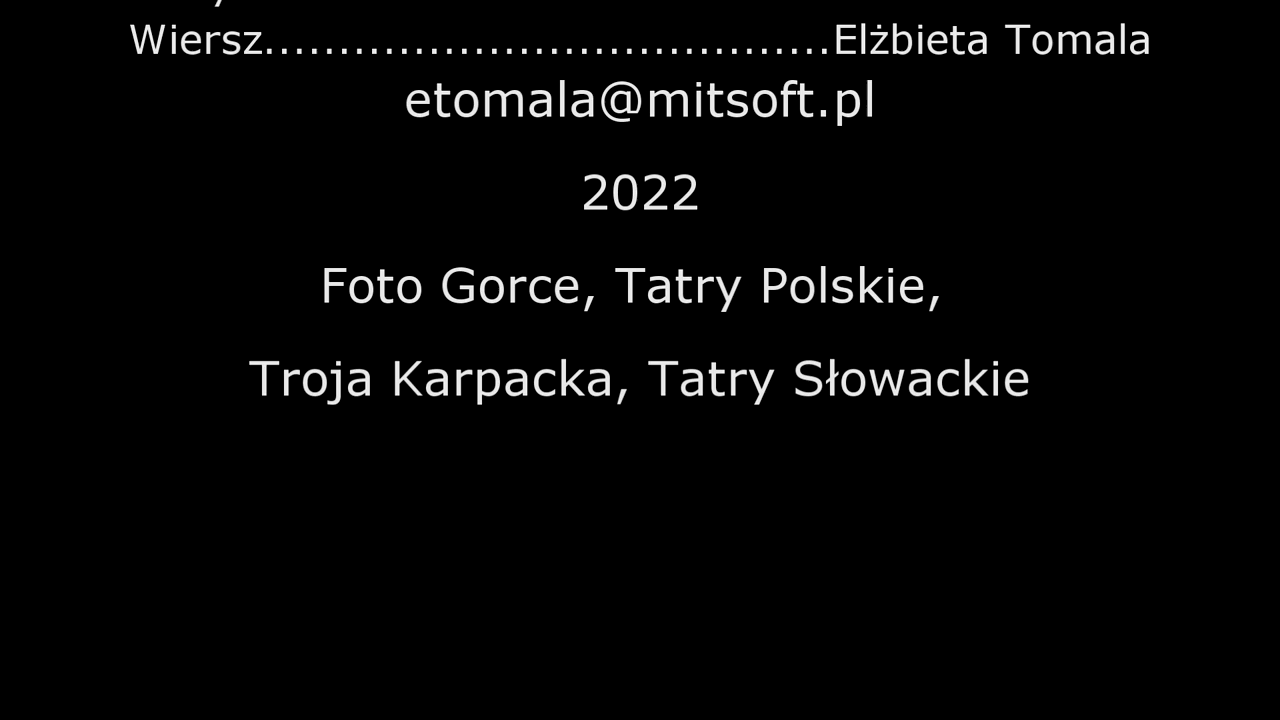 Wiersz......................................Elżbieta Tomala
etomala@mitsoft.pl
2022
Foto Gorce, Tatry Polskie,
Troja Karpacka, Tatry Słowackie